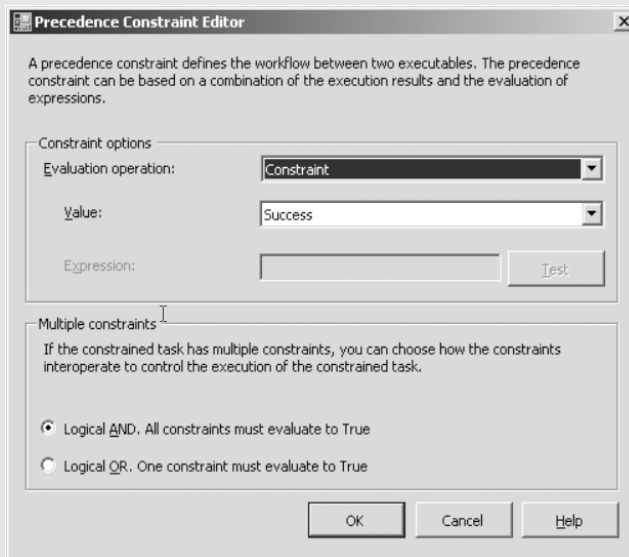 Precedence Constraint Editor
A precedence constraint defines the workflow between two executables. The precedence
constraint can be based on a combination of the execution results and the evaluation of
expressions.
Constraint options
Evaluation operation:
Constraint
Value:
Success
Expression:
Test
Multiple constraints
If the constrained task has multiple constraints, you can choose how the constraints
interoperate to control the execution of the constrained task.
Logical AND. All constraints must evaluate to True
Logical OR. One constraint must evaluate to True
OK
Cancel
Help